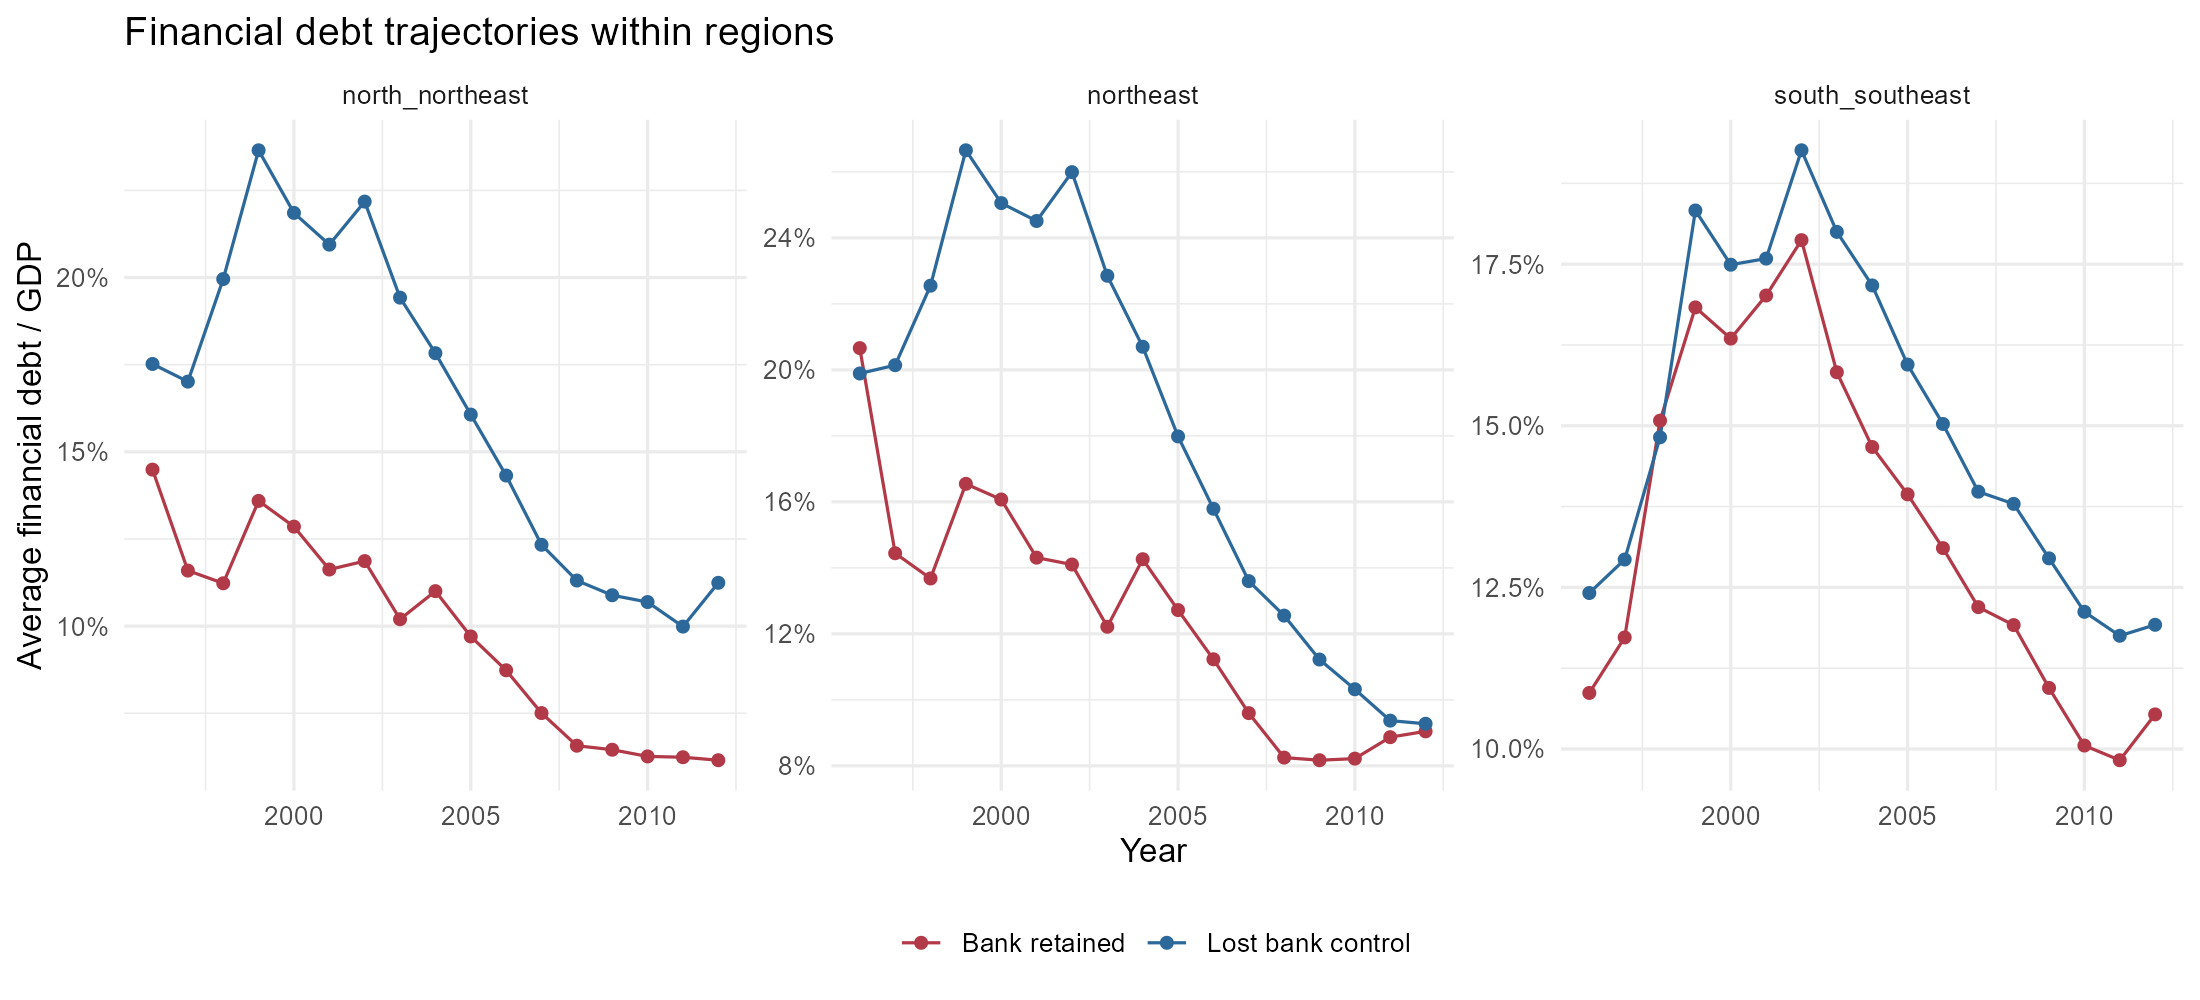 Financial debt trajectories within regions
north_northeast
northeast
south_southeast
Average financial debt / GDP
20%
15%
10%
24%
20%
16%
12%
8%
17.5%
15.0%
12.5%
10.0%
2000 2005 2010
2000 2005 2010
2000 2005 2010
Year
Bank retained
Lost bank control